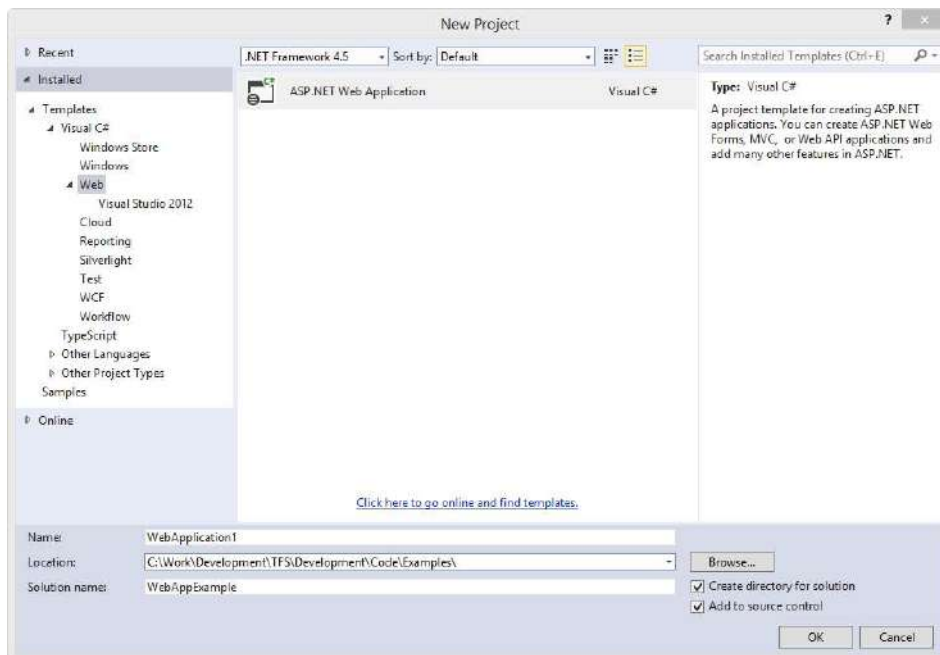 New Project
?
Recent
Installed
Templates
Visual C#
Windows Store
Windows
Web
Visual Studio 2012
Cloud
Reporting
Silverlight
Test
WCF
Workflow
TypeScript
Other Languages
Other Project Types
Samples
Online
.NET Framework 4.5
Sort by: Default
ASP.NET Web Application Visual C#
Click here to go online and find templates.
Search Installed Templates (Ctrl+E)
Type: Visual C#
A project template for creating ASP.NET
applications. You can create ASP.NET Web
Forms, MVC, or Web API applications and
add many other features in ASP.NET.
Name: WebApplication1
Location: C:\Work\Development\TFS\Development\Code\Examples\
Browse...
Solution name: WebAppExample
Create directory for solution
Add to source control
OK
Cancel